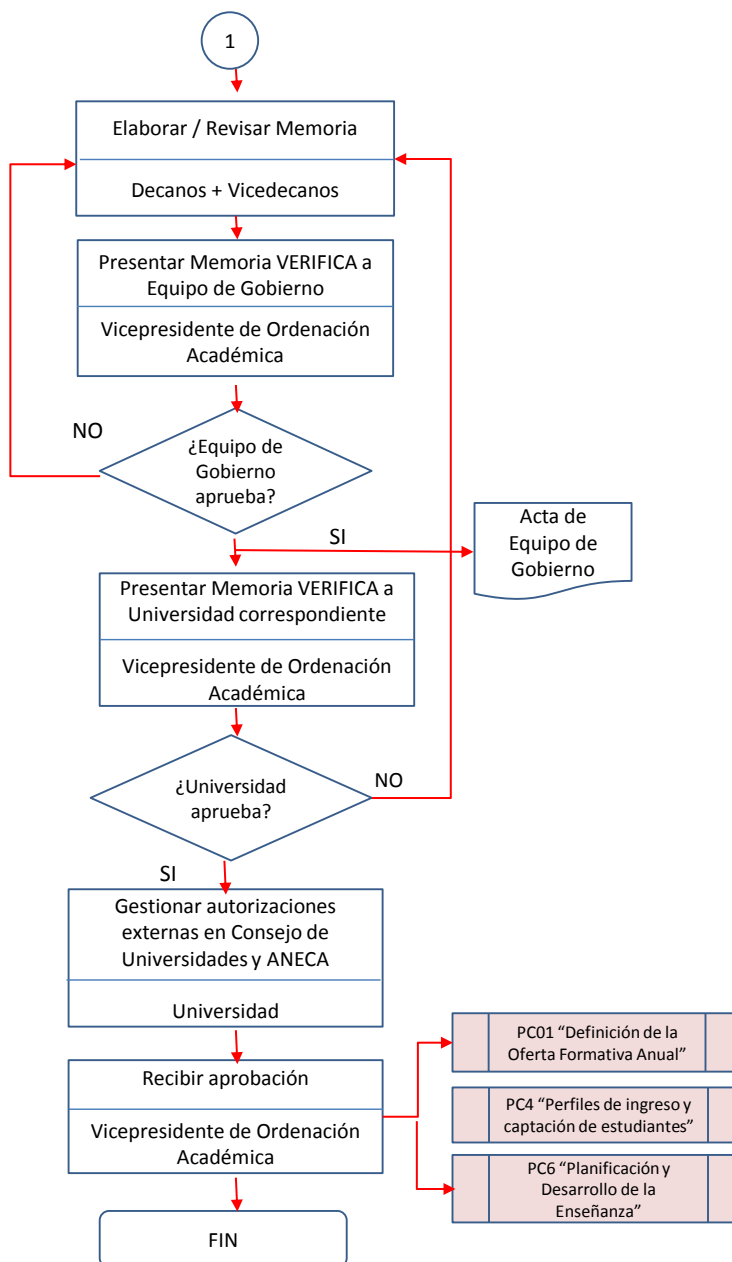 1
Elaborar / Revisar Memoria
Decanos + Vicedecanos
Presentar Memoria VERIFICA a
Equipo de Gobierno
Vicepresidente de Ordenación
Académica
NO
¿Equipo de
Gobierno
aprueba?
SI
Acta de
Equipo de
Gobierno
Presentar Memoria VERIFICA a
Universidad correspondiente
Vicepresidente de Ordenación
Académica
¿Universidad
aprueba?
NO
SI
Gestionar autorizaciones
externas en Consejo de
Universidades y ANECA
Universidad
Recibir aprobación
Vicepresidente de Ordenación
Académica
PC01 “Definición de la
Oferta Formativa Anual”
PC4 “Perfiles de ingreso y
captación de estudiantes”
PC6 “Planificación y
Desarrollo de la
Enseñanza”
FIN